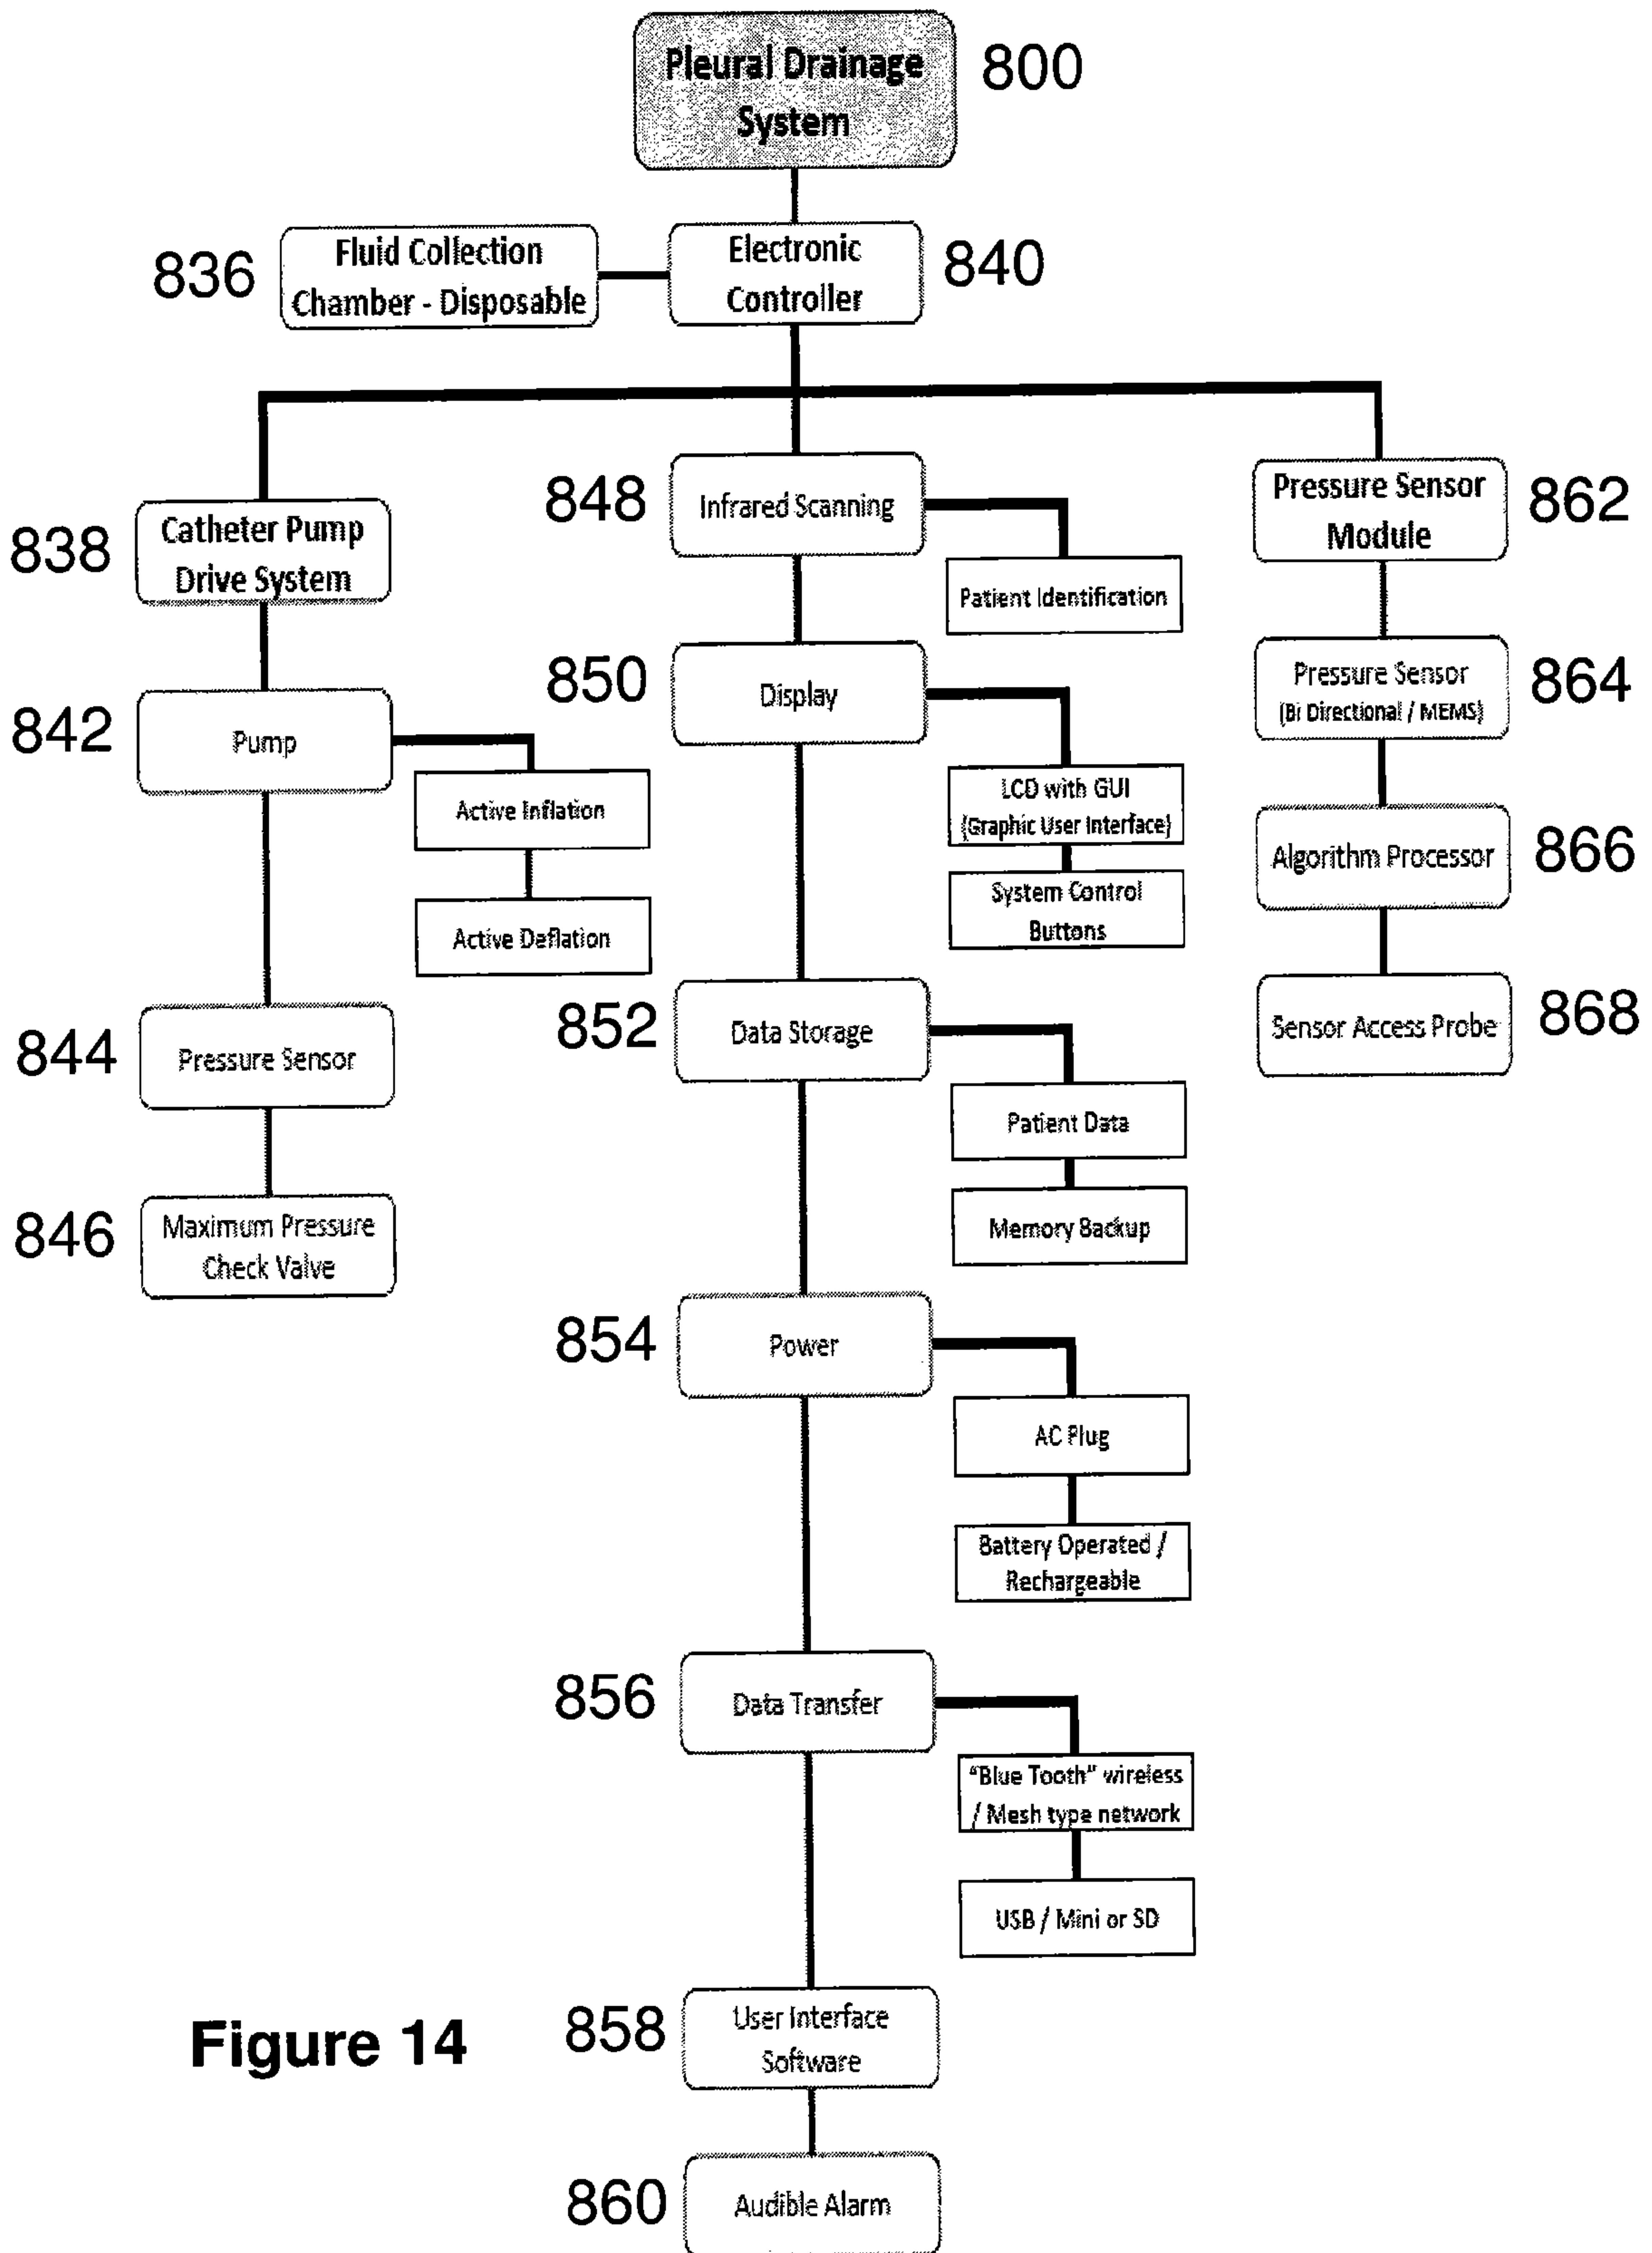 Pleural Drainage
System
800
836
Fluid Collection
Chamber - Disposable
Electronic
Controller
840
838
Catheter Pump
Drive System
848
Infrared Scanning
Patient Identification
Pressure Sensor
Module
862
842
Pump
Active Inflation
Active Deflation
850
Display
LCD with GUI
(Graphic User Interface)
System Control
Buttons
Pressure Sensor
(Bi Directional / MEMS)
864
Algorithm Processor
866
844
Pressure Sensor
852
Data Storage
Patient Data
Memory Backup
Sensor Access Probe
868
846
Maximum Pressure
Check Valve
854
Power
AC Plug
Battery Operated /
Rechargeable
856
Data Transfer
"Blue Tooth" wireless
/ Mesh type network
USB / Mini or SD
Figure 14
858
User Interface
Software
860
Audible Alarm